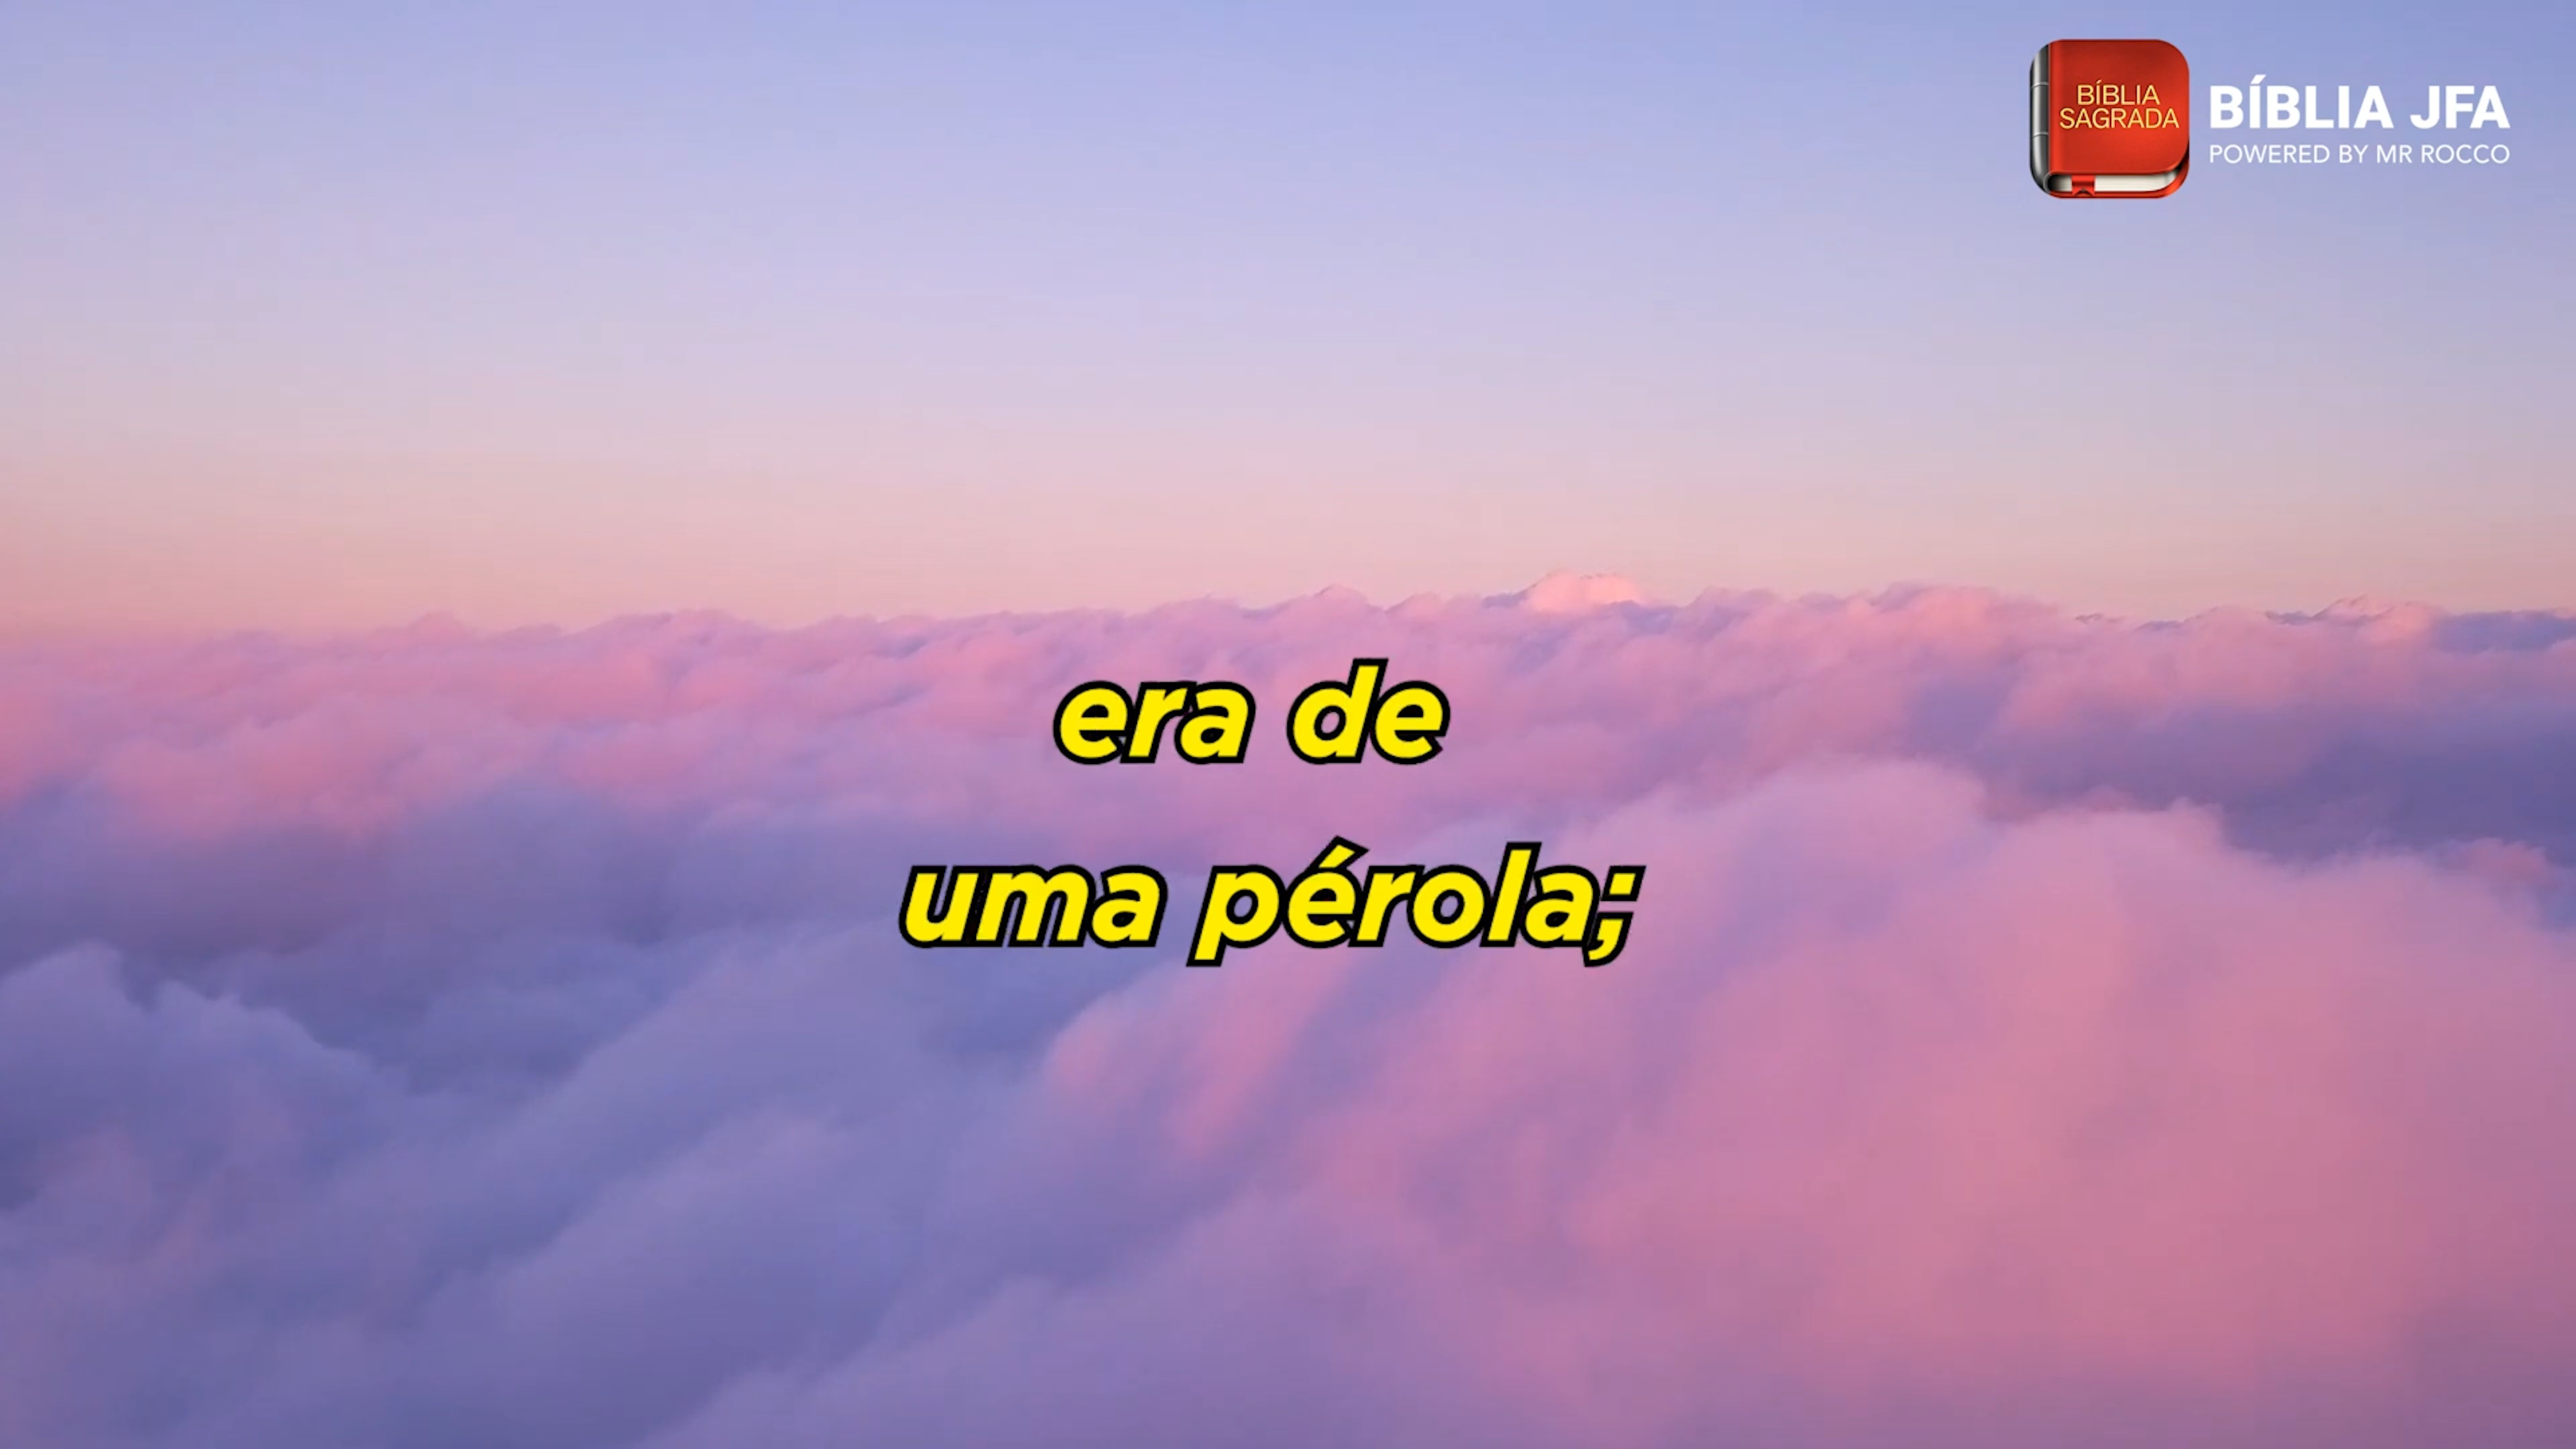 BÍBLIA
SAGRADA
BÍBLIA JFA
POWERED BY MR ROCCO
era de
uma pérola;